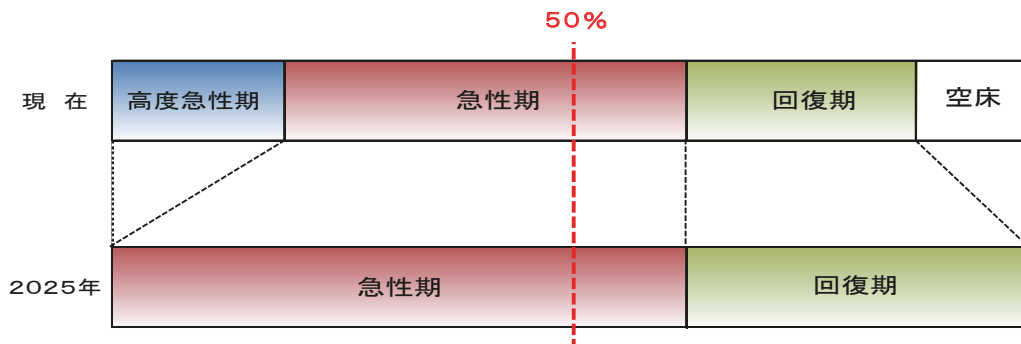 50%
現 在
高度急性期
急性期
回復期
空床
2025年
急性期
回復期